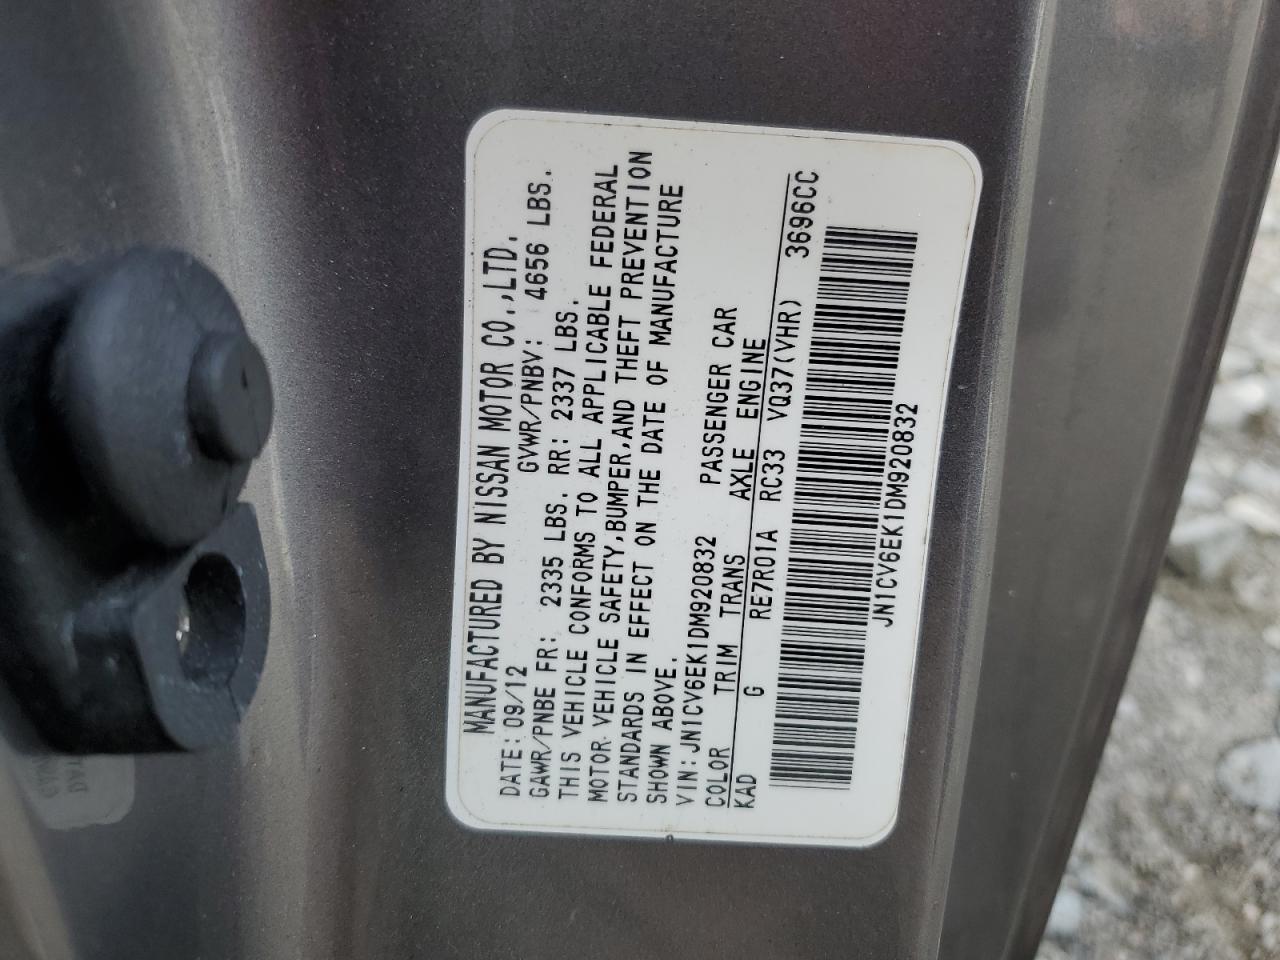 MANUFACTURED BY NISSAN MOTOR CO.,LTD.
DATE: 09/12 GVWR/PNBV: 4656 LBS.
GAWR/PNBE FR: 2335 LBS. RR: 2337 LBS.
THIS VEHICLE CONFORMS TO ALL APPLICABLE FEDERAL
MOTOR VEHICLE SAFETY,BUMPER,AND THEFT PREVENTION
STANDARDS IN EFFECT ON THE DATE OF MANUFACTURE
SHOWN ABOVE.
VIN:JN1CV6EK1DM920832 PASSENGER CAR
COLOR TRIM TRANS AXLE ENGINE
KAD G RE7R01A RC33 VQ37(VHR) 3696CC
JN1CV6EK1DM920832